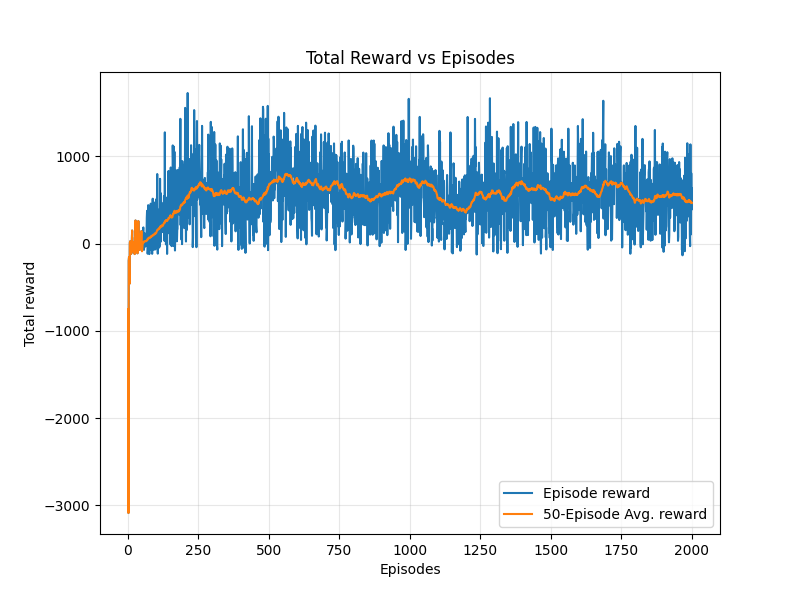 Total Reward vs Episodes
Total reward
1000
0
−1000
−2000
−3000
Episode reward
50-Episode Avg. reward
0 250 500 750 1000 1250 1500 1750 2000
Episodes